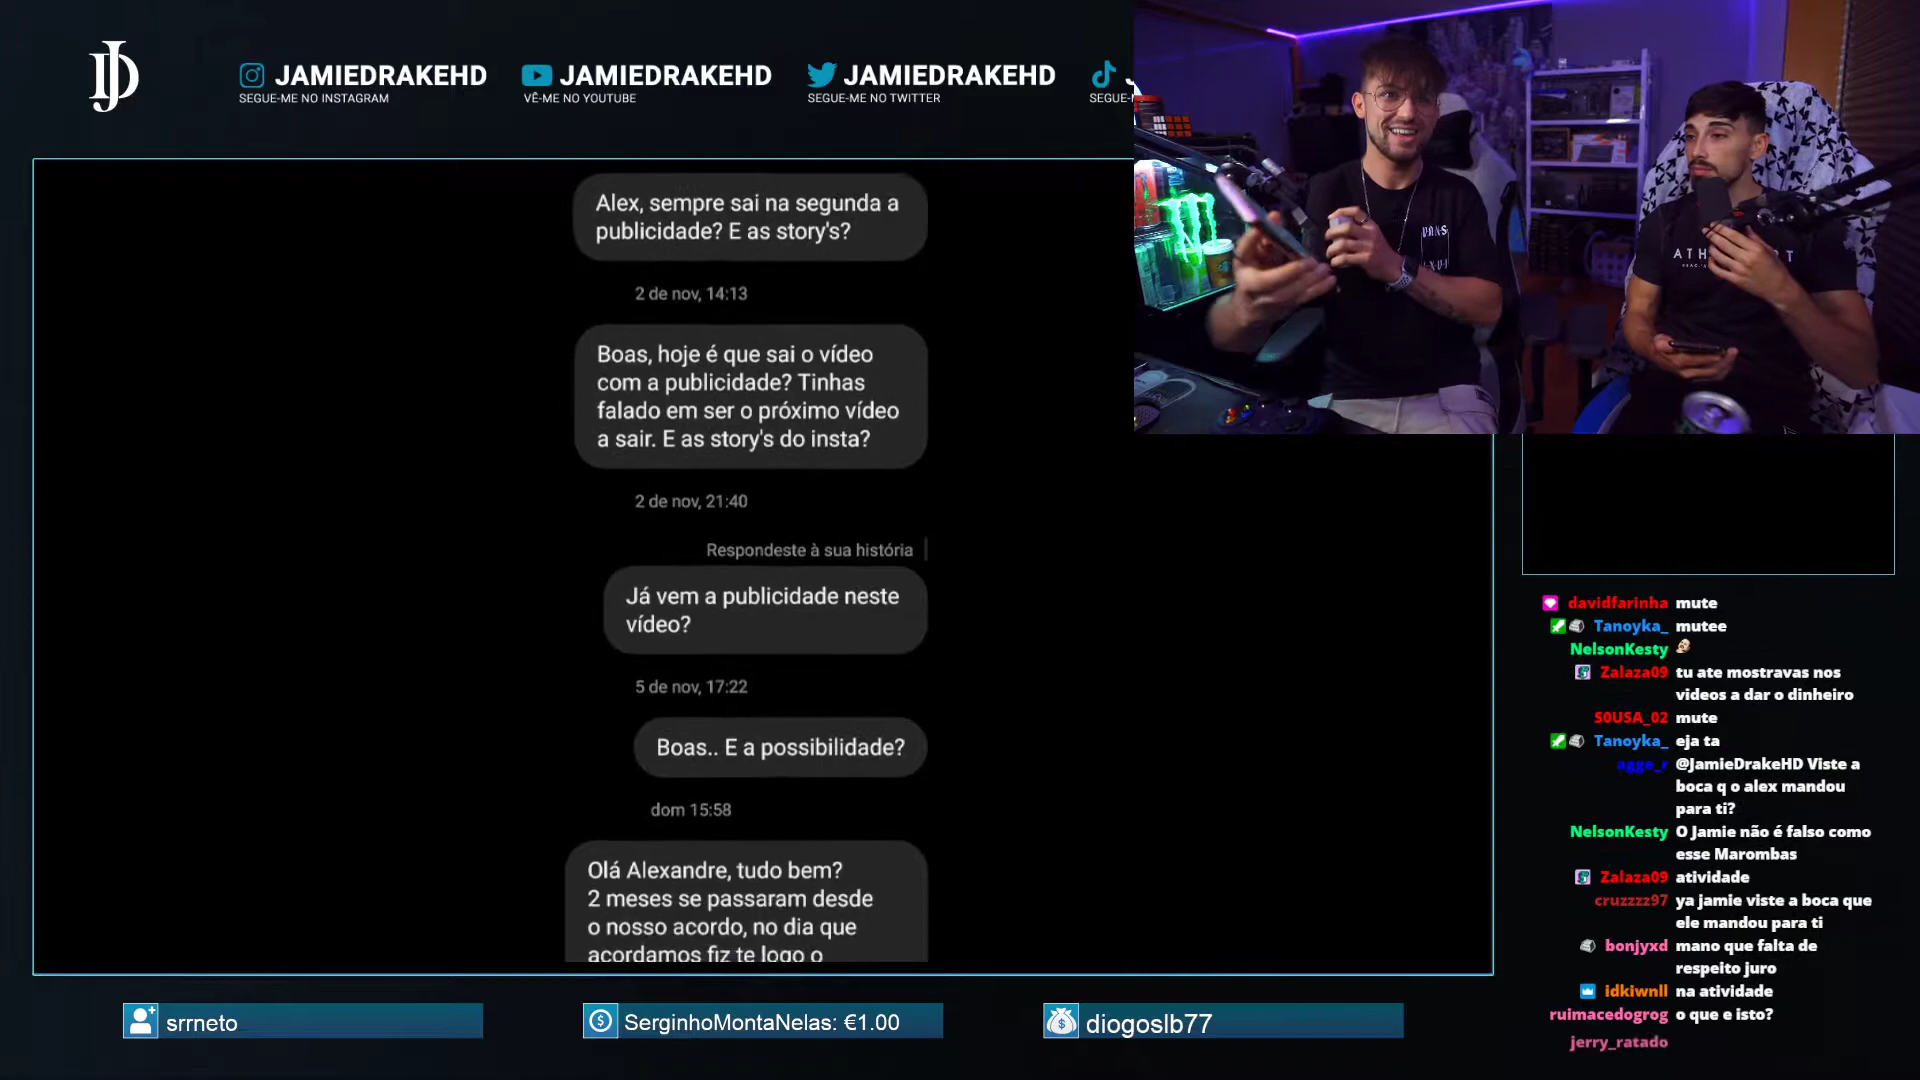 JAMIEDRAKEHD
SEGUE-ME NO INSTAGRAM
JAMIEDRAKEHD
VÊ-ME NO YOUTUBE
JAMIEDRAKEHD
SEGUE-ME NO TWITTER
Alex, sempre sai na segunda a
publicidade? E as story's?
2 de nov, 14:13
Boas, hoje é que sai o vídeo
com a publicidade? Tinhas
falado em ser o próximo vídeo
a sair. E as story's do insta?
2 de nov, 21:40
Respondeste à sua história
Já vem a publicidade neste
vídeo?
5 de nov, 17:22
Boas.. E a possibilidade?
dom 15:58
Olá Alexandre, tudo bem?
2 meses se passaram desde
o nosso acordo, no dia que
acordamos fiz te logo o
VANS
davidfarinha mute
Tanoyka_ mutee
NelsonKesty
Zalaza09 tu ate mostravas nos
videos a dar o dinheiro
S0USA_02 mute
Tanoyka_ eja ta
agge_r @JamieDrakeHD Viste a
boca q o alex mandou
para ti?
NelsonKesty O Jamie não é falso como
esse Marombas
Zalaza09 atividade
cruzzzz97 ya jamie viste a boca que
ele mandou para ti
bonjyxd mano que falta de
respeito juro
idkiwnll na atividade
ruimacedogrog o que e isto?
jerry_ratado
srrneto
SerginhoMontaNelas: €1.00
diogoslb77